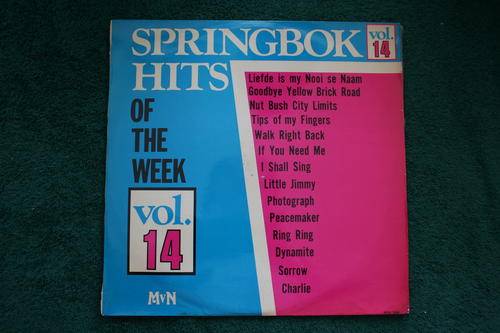 SPRINGBOK
HITS
OF
THE
WEEK
vol.
14
vol.
14
Liefde is my Nooi se Naam
Goodbye Yellow Brick Road
Nut Bush City Limits
Tips of my Fingers
Walk Right Back
If You Need Me
I Shall Sing
Little Jimmy
Photograph
Peacemaker
Ring Ring
Dynamite
Sorrow
Charlie
MvN